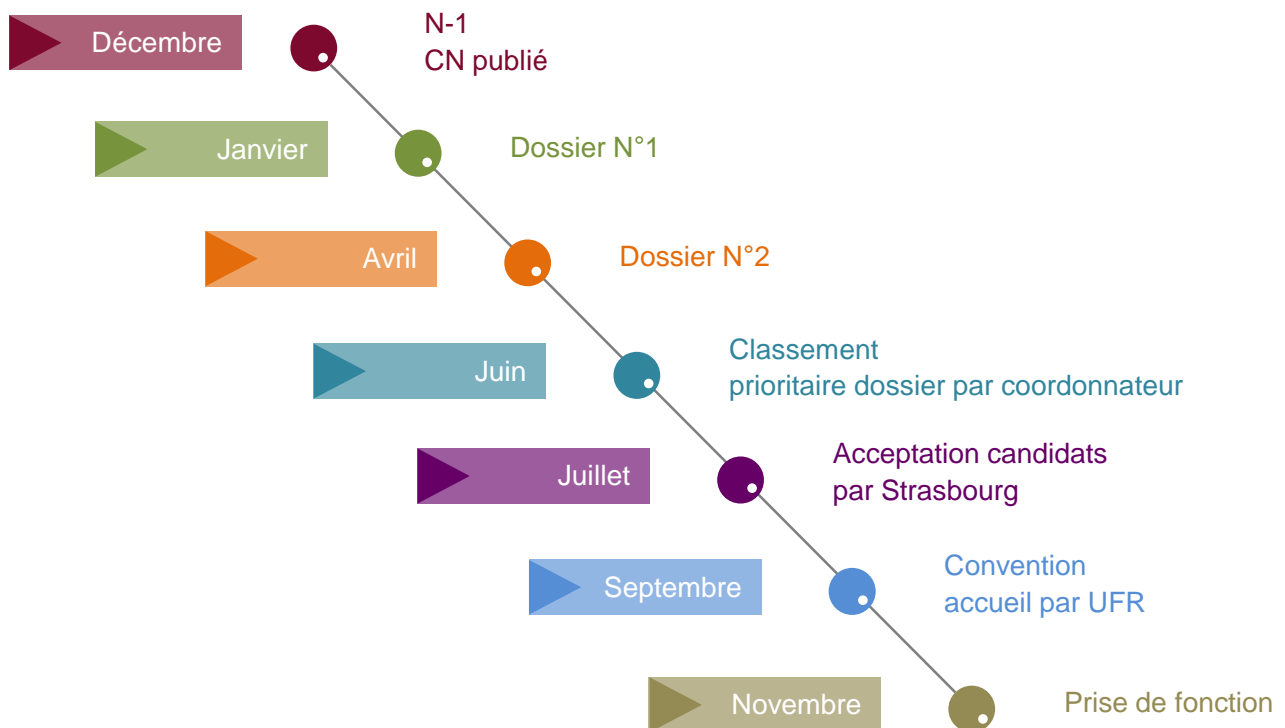 Décembre
N-1
CN publié
Janvier
Dossier N°1
Avril
Dossier N°2
Juin
Classement
prioritaire dossier par coordonnateur
Juillet
Acceptation candidats
par Strasbourg
Septembre
Convention
accueil par UFR
Novembre
Prise de fonction